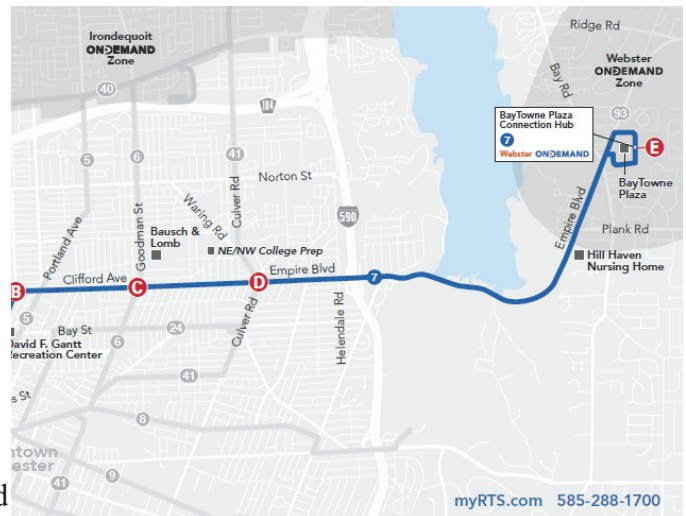 Irondequoit
ONDEMAND
Zone
Ridge Rd
Bay Rd
Webster
ONDEMAND
Zone
40
104
93
BayTowne Plaza
Connection Hub
7
Webster ONDEMAND
E
BayTowne
Plaza
5
6
41
Norton St
Culver Rd
Waring Rd
590
Portland Ave
Goodman St
Bausch &
Lomb
NE/NW College Prep
Empire Blvd
Plank Rd
Hill Haven
Nursing Home
Clifford Ave
Empire Blvd
B
C
D
7
5
Bay St
24
6
Culver Rd
Helendale Rd
David F. Gantt
Recreation Center
41
s St
8
ntown
ester
41
9
d
myRTS.com 585-288-1700